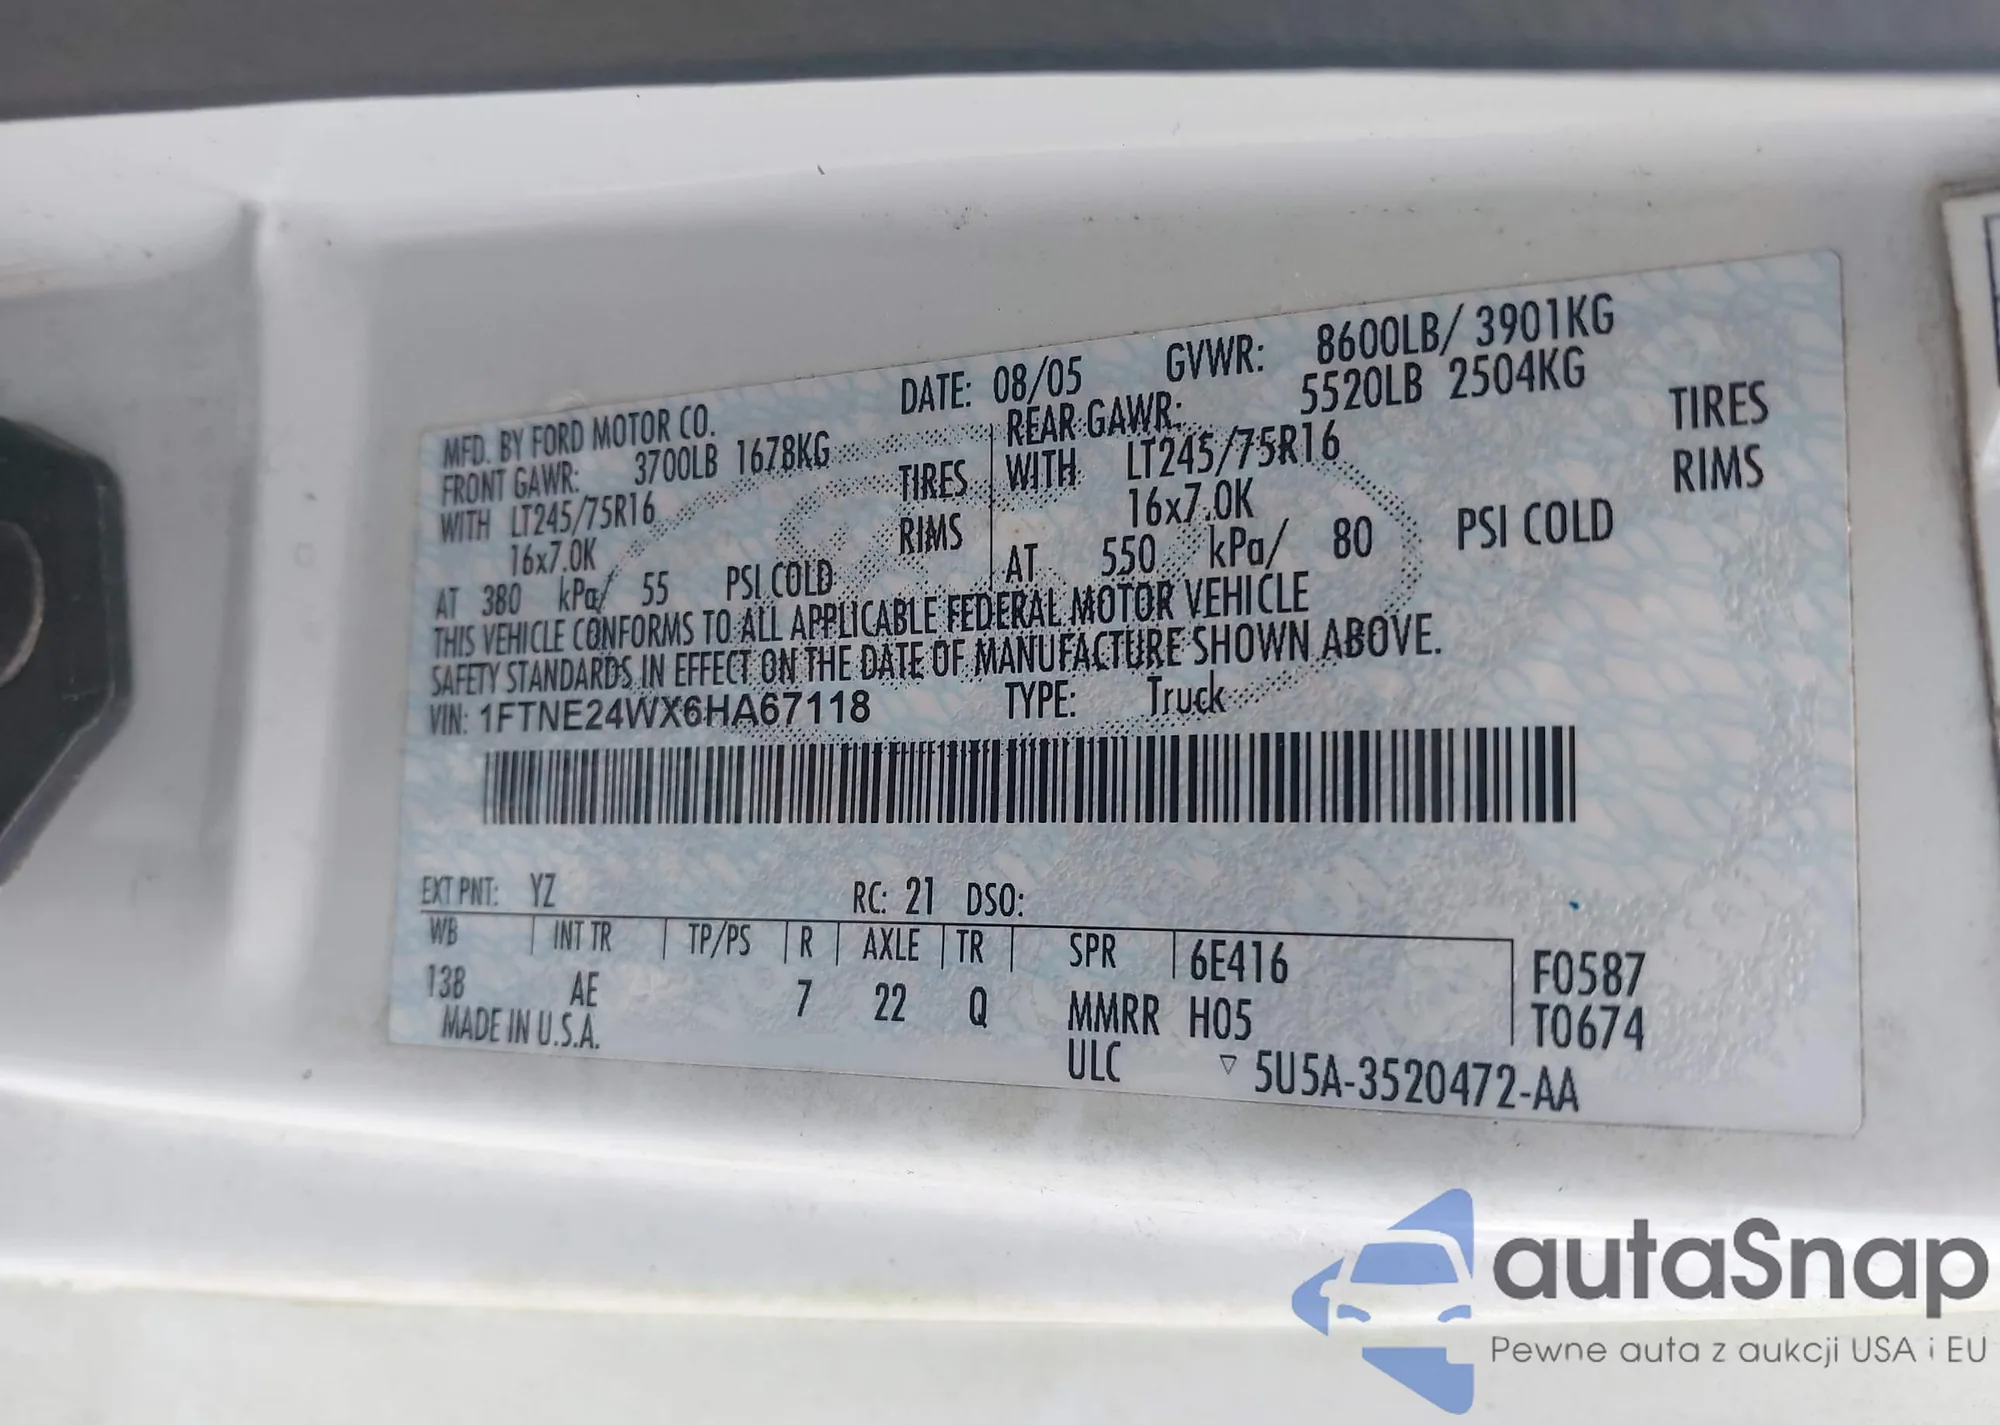 MFD. BY FORD MOTOR CO. DATE: 08/05 GVWR: 8600LB/ 3901KG
FRONT GAWR: 3700LB 1678KG REAR GAWR: 5520LB 2504KG
WITH LT245/75R16 TIRES WITH LT245/75R16 TIRES
16x7.0K RIMS 16x7.0K RIMS
AT 380 kPa/ 55 PSI COLD AT 550 kPa/ 80 PSI COLD
THIS VEHICLE CONFORMS TO ALL APPLICABLE FEDERAL MOTOR VEHICLE
SAFETY STANDARDS IN EFFECT ON THE DATE OF MANUFACTURE SHOWN ABOVE.
VIN: 1FTNE24WX6HA67118 TYPE: Truck
EXT PNT: YZ RC: 21 DSO:
WB INT TR TP/PS R AXLE TR SPR 6E416 F0587
138 AE 7 22 Q MMRR H05 T0674
MADE IN U.S.A. ULC ▽ 5U5A-3520472-AA
autaSnap
Pewne auta z aukcji USA i EU